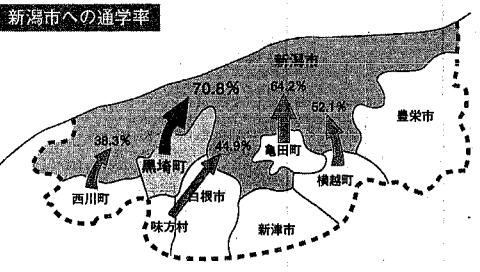 新潟市への通学率
新潟市
70.8%
64.2%
52.1%
豊栄市
38.3%
44.9%
黒埼町
亀田町
横越町
西川町
白根市
味方村
新津市